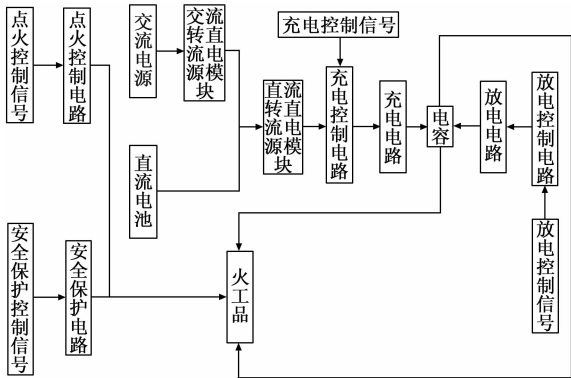 点火控制信号
点火控制电路
交流电源
交流转直流电源模块
充电控制信号
直流电池
直流转直流电源模块
充电控制电路
充电电路
电容
放电电路
放电控制电路
放电控制信号
安全保护控制信号
安全保护电路
火工品